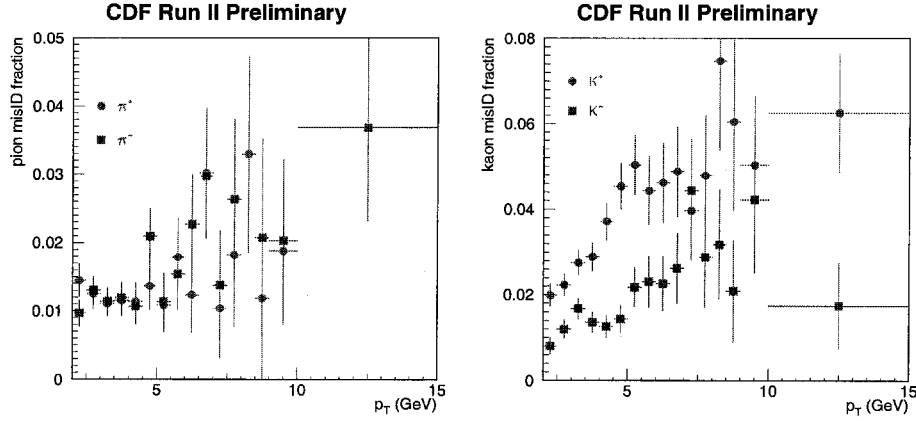 CDF Run II Preliminary
pion misID fraction
0.05
0.04
0.03
0.02
0.01
0
π+
π-
5
10
15
pT (GeV)
CDF Run II Preliminary
kaon misID fraction
0.08
0.06
0.04
0.02
0
K+
K-
5
10
15
pT (GeV)